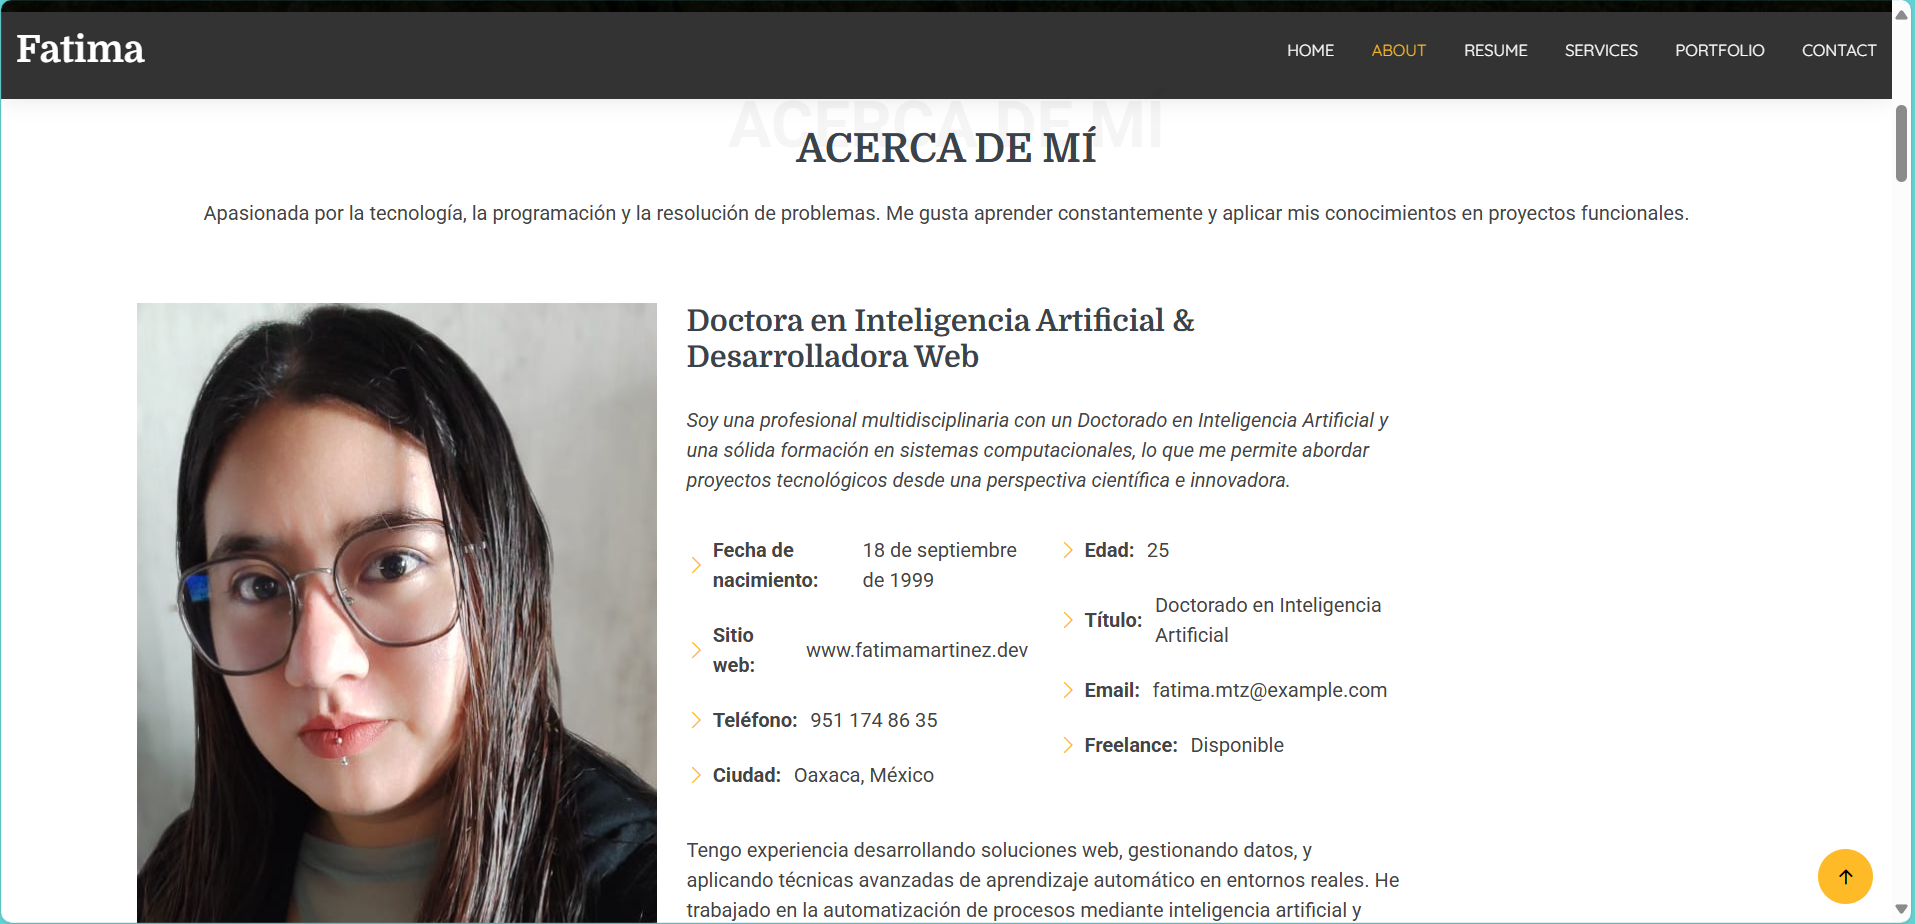 Fatima
HOME ABOUT RESUME SERVICES PORTFOLIO CONTACT
ACERCA DE MÍ
ACERCA DE MÍ
Apasionada por la tecnología, la programación y la resolución de problemas. Me gusta aprender constantemente y aplicar mis conocimientos en proyectos funcionales.
Doctora en Inteligencia Artificial &
Desarrolladora Web
Soy una profesional multidisciplinaria con un Doctorado en Inteligencia Artificial y
una sólida formación en sistemas computacionales, lo que me permite abordar
proyectos tecnológicos desde una perspectiva científica e innovadora.
Fecha de nacimiento: 18 de septiembre de 1999
Sitio web: www.fatimamartinez.dev
Teléfono: 951 174 86 35
Ciudad: Oaxaca, México
Edad: 25
Título: Doctorado en Inteligencia Artificial
Email: fatima.mtz@example.com
Freelance: Disponible
Tengo experiencia desarrollando soluciones web, gestionando datos, y
aplicando técnicas avanzadas de aprendizaje automático en entornos reales. He
trabajado en la automatización de procesos mediante inteligencia artificial y